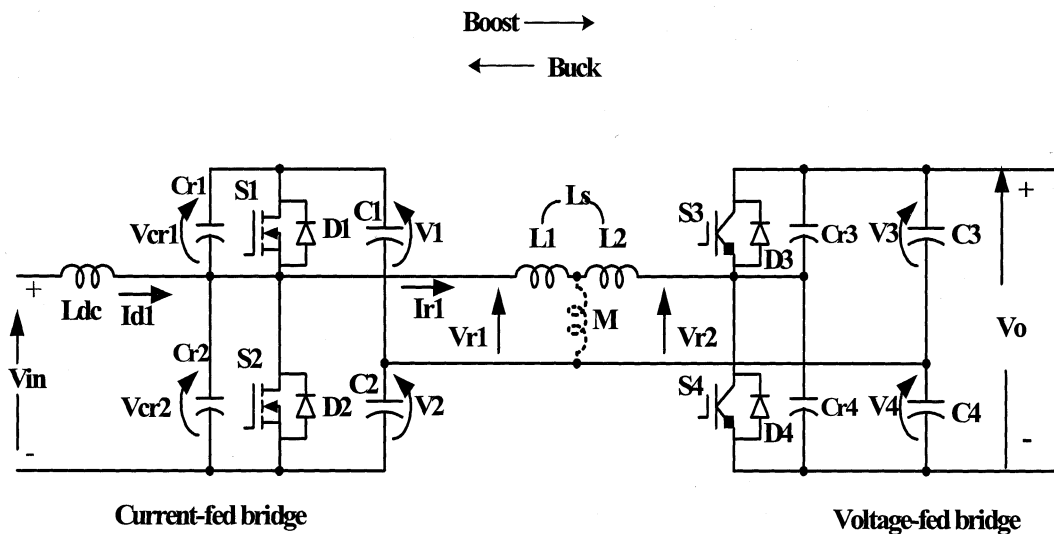 Boost
Buck
Cr1
S1
Vcr1
D1
C1
V1
Ls
L1
L2
S3
D3
Cr3
V3
C3
+
+
Ldc
Id1
Ir1
Vr1
M
Vr2
Vo
Vin
Cr2
S2
Vcr2
D2
C2
V2
S4
D4
Cr4
V4
C4
-
-
Current-fed bridge
Voltage-fed bridge